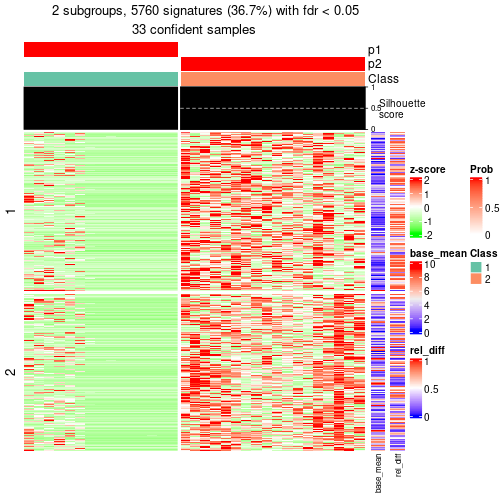 2 subgroups, 5760 signatures (36.7%) with fdr < 0.05
33 confident samples
p1
p2
Class
1
0.5
0
Silhouette
score
1
2
z-score
2
1
0
-1
-2
Prob
1
0.5
0
base_mean
10
8
6
4
2
0
Class
1
2
rel_diff
1
0.5
0
base_mean
rel_diff